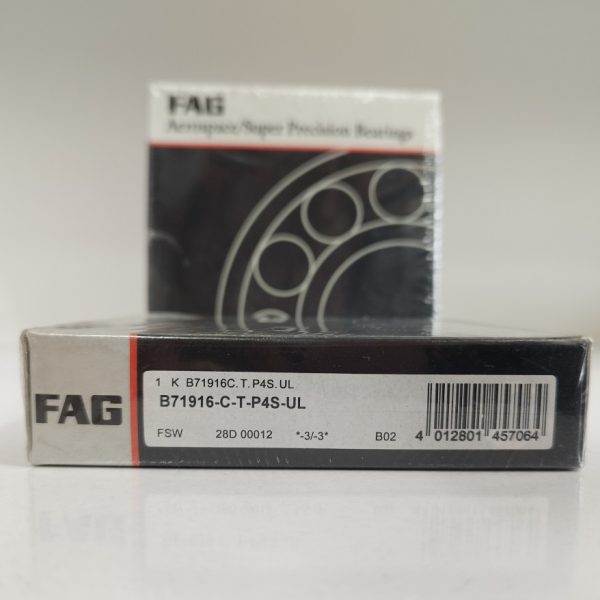 FAG
Aerospace/Super Precision Bearings
FAG
1 K B71916C.T.P4S.UL
B71916-C-T-P4S-UL
FSW 28D 00012 *-3/-3* B02
4 012801 457064